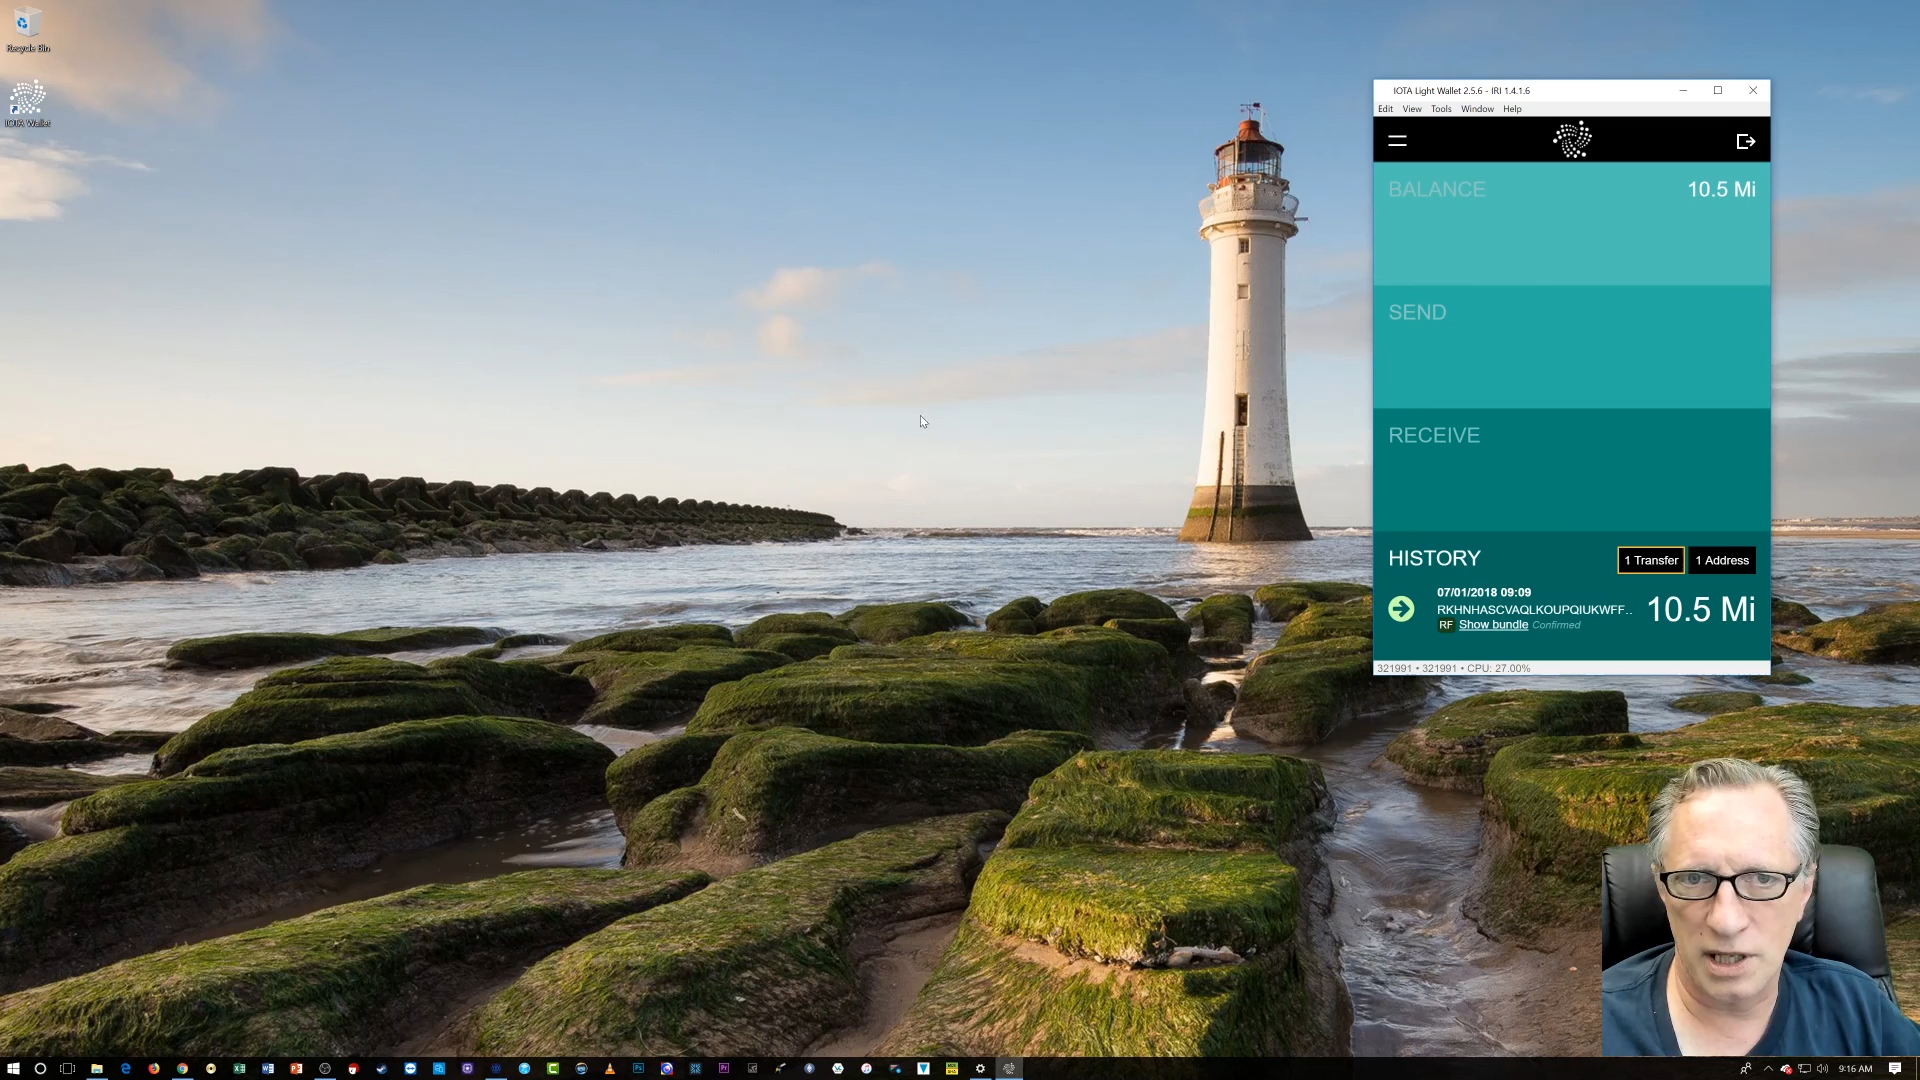 Recycle Bin
IOTA Wallet
IOTA Light Wallet 2.5.6 - IRI 1.4.1.6
Edit View Tools Window Help
BALANCE 10.5 Mi
SEND
RECEIVE
HISTORY 1 Transfer 1 Address
07/01/2018 09:09
RKHNHASCVAQLKOUPQIUKWFF.. 10.5 Mi
RF Show bundle Confirmed
321991 • 321991 • CPU: 27.00%
9:16 AM